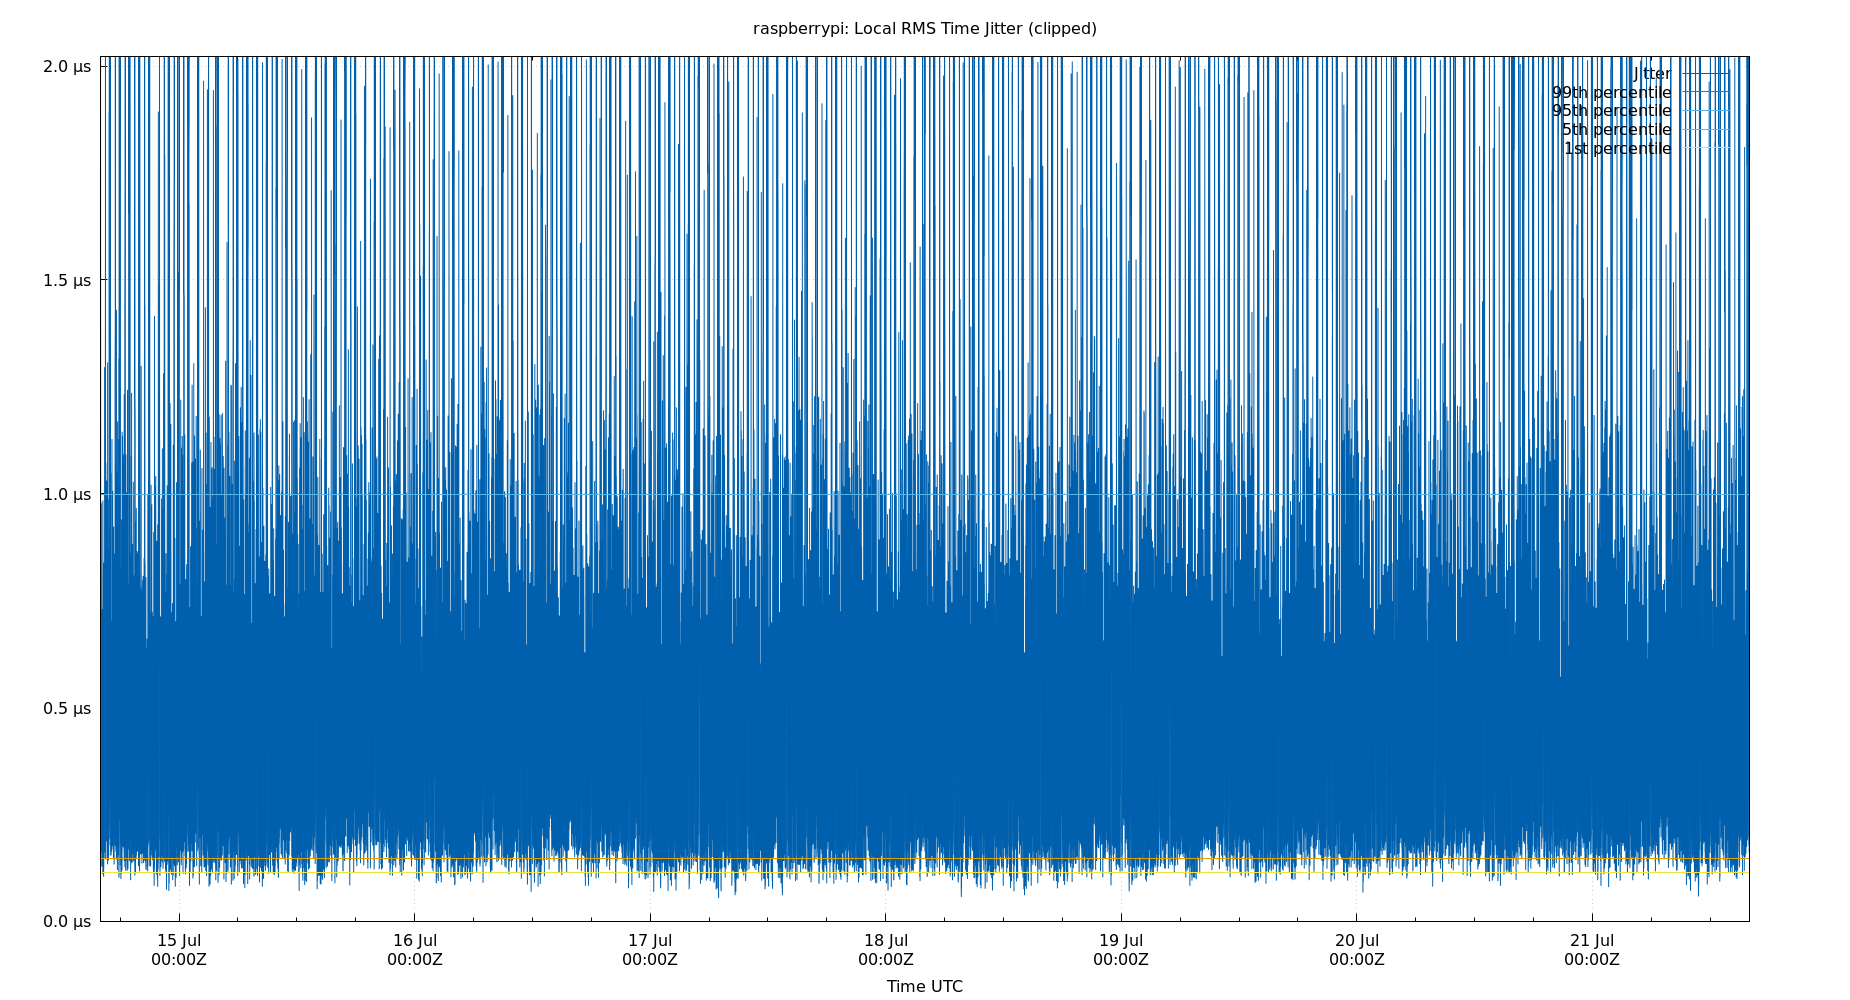 raspberrypi: Local RMS Time Jitter (clipped)
2.0 µs
1.5 µs
1.0 µs
0.5 µs
0.0 µs
Jitter
99th percentile
95th percentile
5th percentile
1st percentile
15 Jul
00:00Z
16 Jul
00:00Z
17 Jul
00:00Z
18 Jul
00:00Z
19 Jul
00:00Z
20 Jul
00:00Z
21 Jul
00:00Z
Time UTC